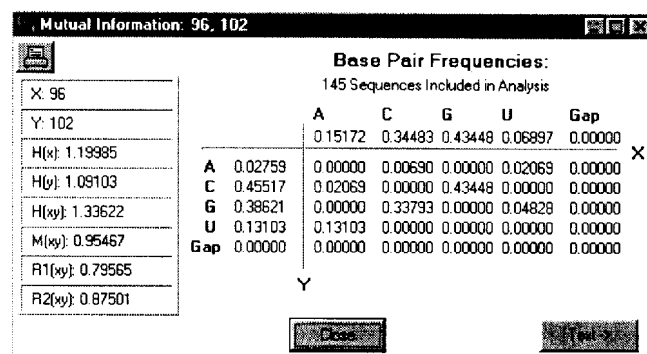 Mutual Information: 96, 102
Base Pair Frequencies:
145 Sequences Included in Analysis
X: 96
Y: 102
H(x): 1.19985
H(y): 1.09103
H(xy): 1.33622
M(xy): 0.95467
R1(xy): 0.79565
R2(xy): 0.87501
A C G U Gap
0.15172 0.34483 0.43448 0.06897 0.00000
X
A 0.02759 0.00000 0.00690 0.00000 0.02069 0.00000
C 0.45517 0.02069 0.00000 0.43448 0.00000 0.00000
G 0.38621 0.00000 0.33793 0.00000 0.04828 0.00000
U 0.13103 0.13103 0.00000 0.00000 0.00000 0.00000
Gap 0.00000 0.00000 0.00000 0.00000 0.00000 0.00000
Y
Close